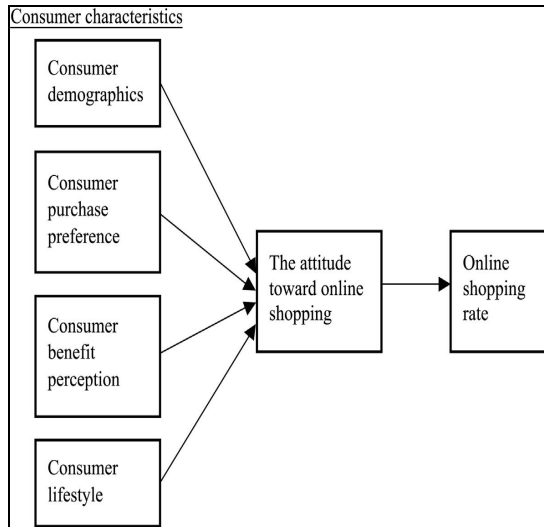 Consumer characteristics
Consumer
demographics
Consumer
purchase
preference
Consumer
benefit
perception
Consumer
lifestyle
The attitude
toward online
shopping
Online
shopping
rate